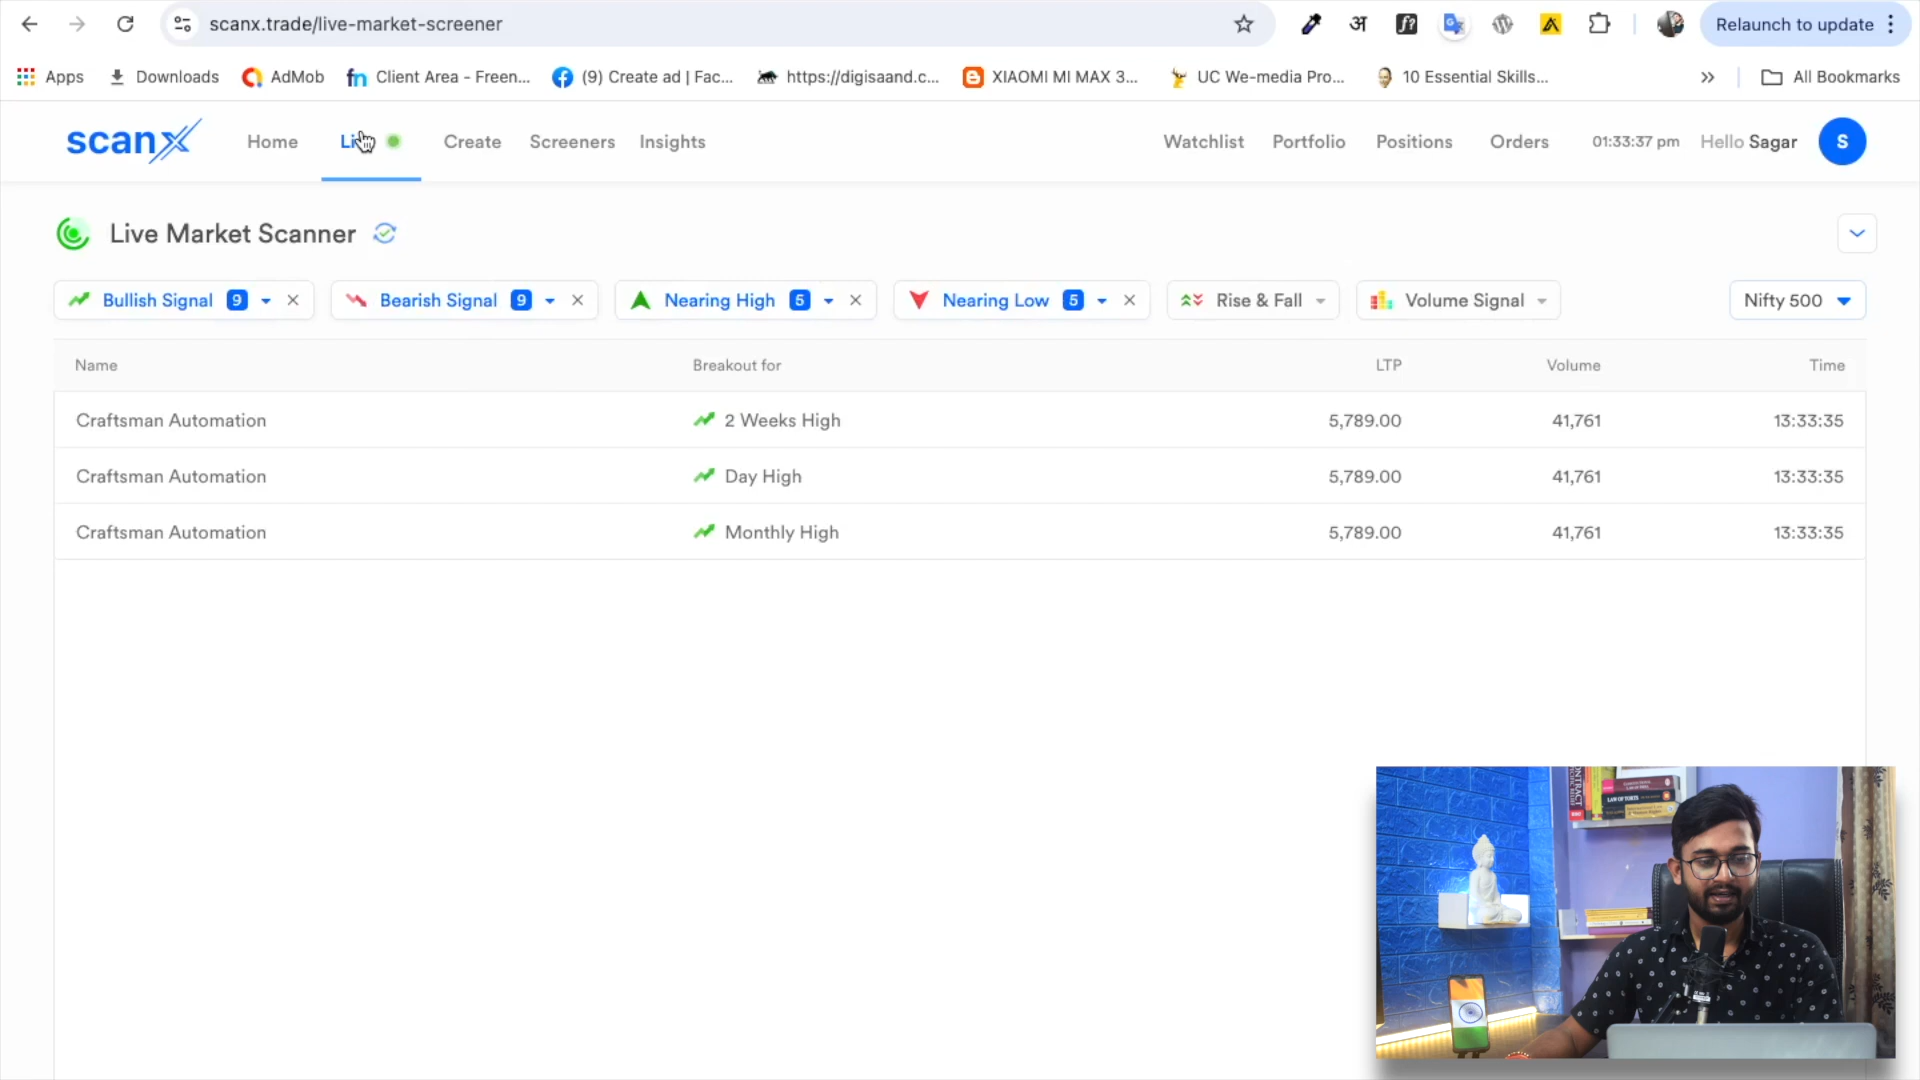 scanx.trade/live-market-screener
अ
f?
Relaunch to update
Apps
Downloads
AdMob
Client Area - Freen...
(9) Create ad | Fac...
https://digisaand.c...
XIAOMI MI MAX 3...
UC We-media Pro...
10 Essential Skills...
All Bookmarks
scanX
Home
Create
Screeners
Insights
Watchlist
Portfolio
Positions
Orders
01:33:37 pm
Hello Sagar
S
Live Market Scanner
Bullish Signal 9
Bearish Signal 9
Nearing High 5
Nearing Low 5
Rise & Fall
Volume Signal
Nifty 500
Name Breakout for LTP Volume Time
Craftsman Automation 2 Weeks High 5,789.00 41,761 13:33:35
Craftsman Automation Day High 5,789.00 41,761 13:33:35
Craftsman Automation Monthly High 5,789.00 41,761 13:33:35
LAW OF TORTS